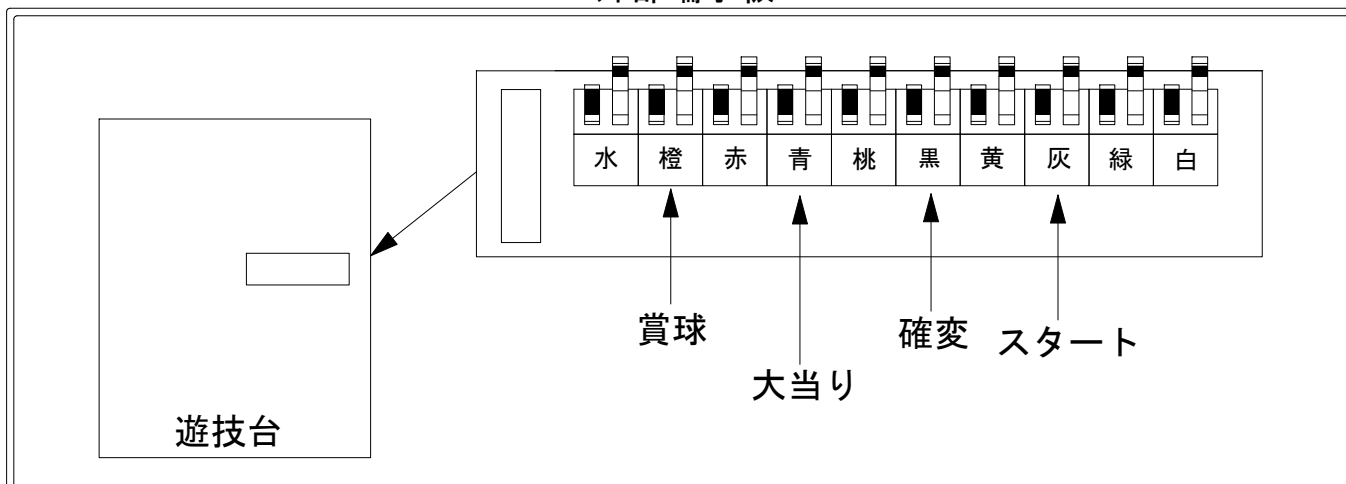 水 橙 赤 青 桃 黒 黄 灰 緑 白
賞球
確変
スタート
大当り
遊技台